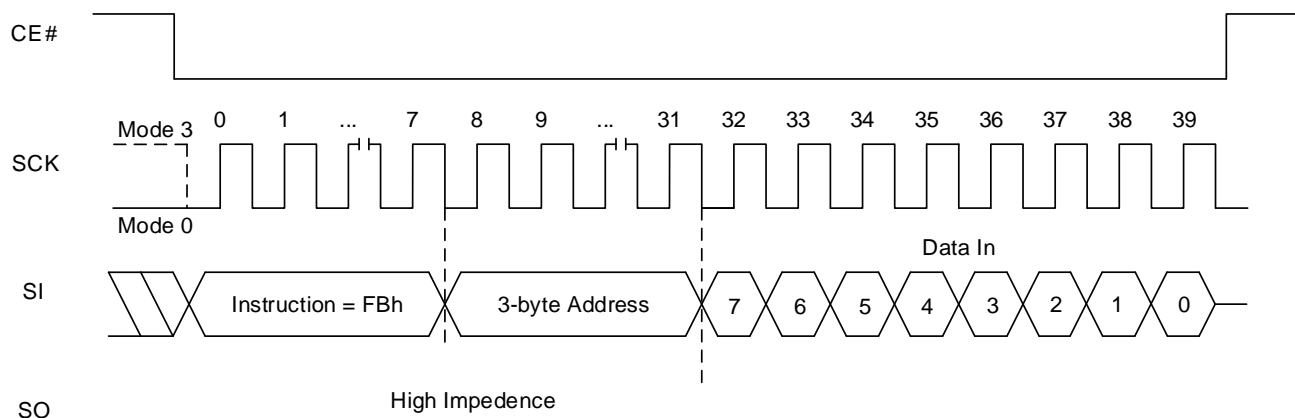 CE#
Mode 3 0 1 ... 7 8 9 ... 31 32 33 34 35 36 37 38 39
SCK
Mode 0
Data In
SI Instruction = FBh 3-byte Address 7 6 5 4 3 2 1 0
High Impedence
SO